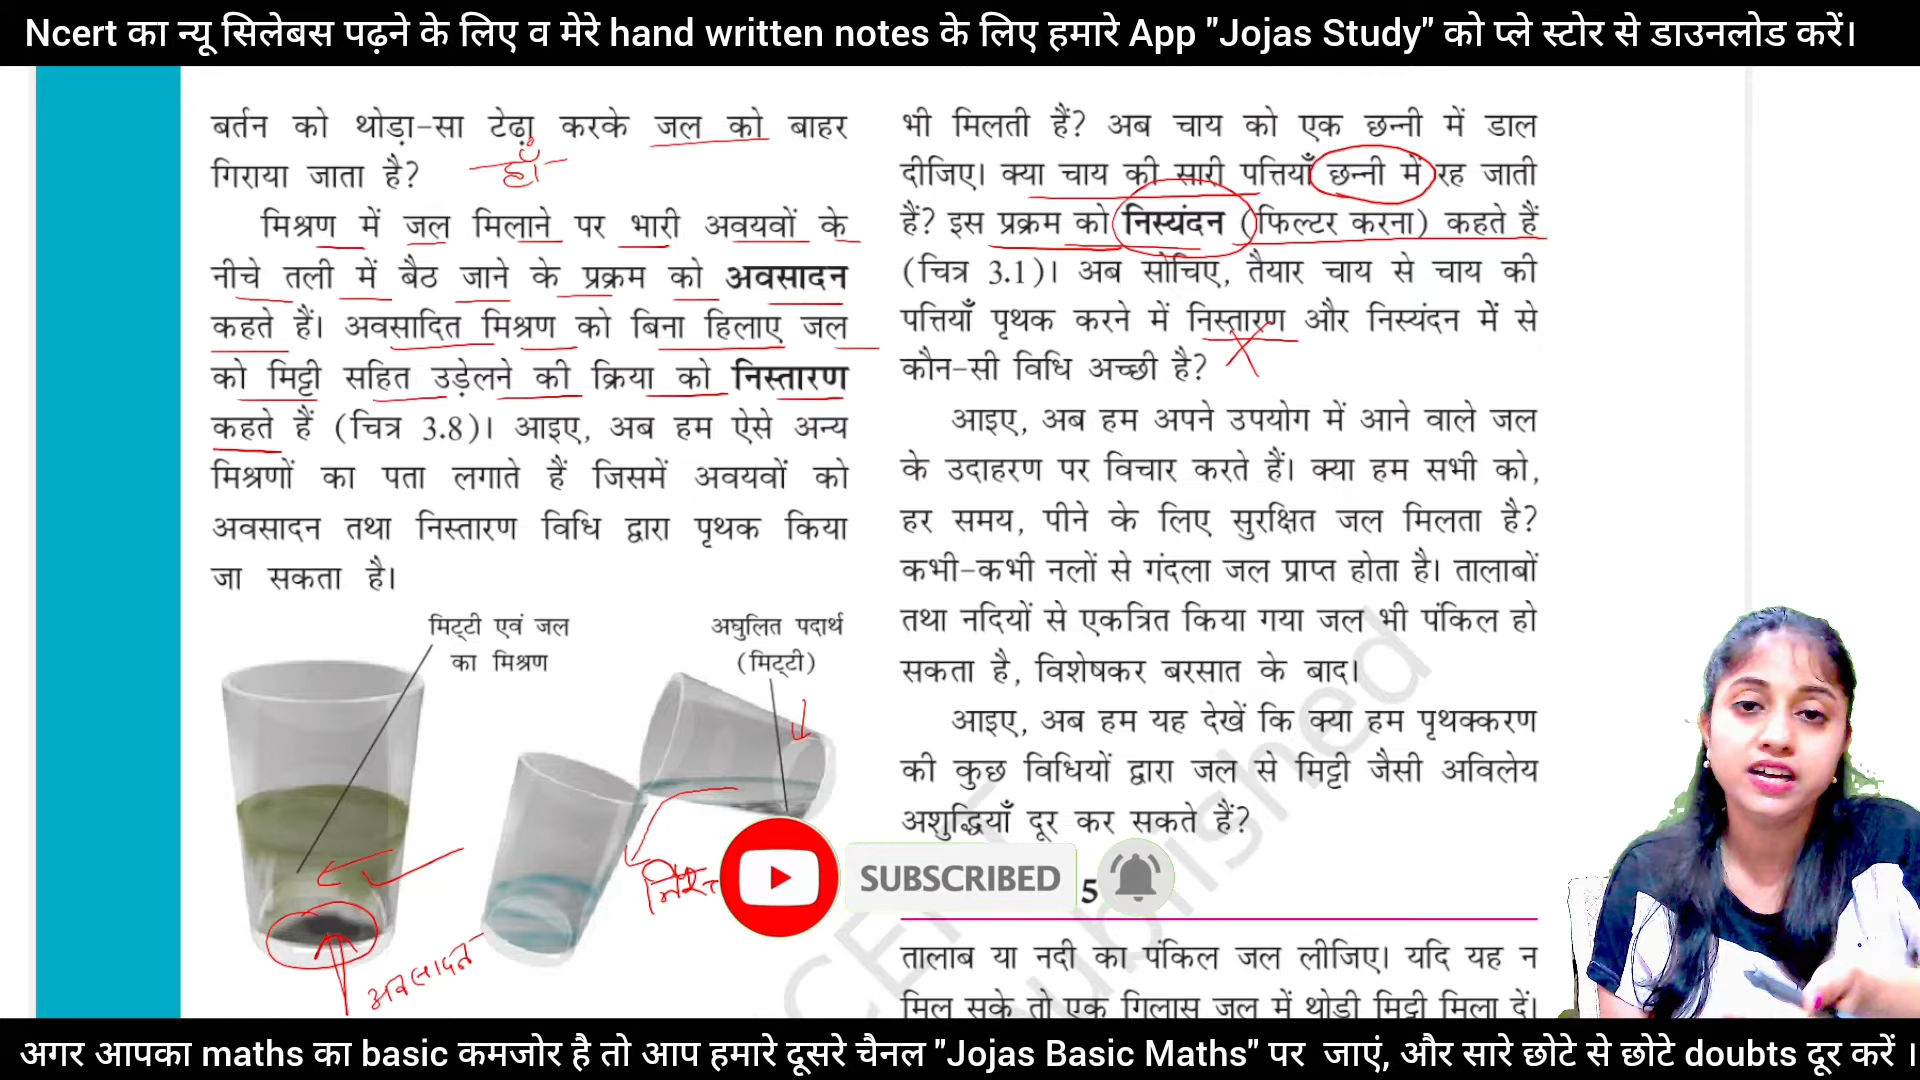 Ncert का न्यू सिलेबस पढ़ने के लिए व मेरे hand written notes के लिए हमारे App "Jojas Study" को प्ले स्टोर से डाउनलोड करें।
बर्तन को थोड़ा-सा टेढ़ा करके जल को बाहर
गिराया जाता है?
हाँ
मिश्रण में जल मिलाने पर भारी अवयवों के
नीचे तली में बैठ जाने के प्रक्रम को अवसादन
कहते हैं। अवसादित मिश्रण को बिना हिलाए जल
को मिट्टी सहित उड़ेलने की क्रिया को निस्तारण
कहते हैं (चित्र 3.8)। आइए, अब हम ऐसे अन्य
मिश्रणों का पता लगाते हैं जिसमें अवयवों को
अवसादन तथा निस्तारण विधि द्वारा पृथक किया
जा सकता है।
मिट्टी एवं जल
का मिश्रण
अघुलित पदार्थ
(मिट्टी)
अवसादन
भी मिलती हैं? अब चाय को एक छन्नी में डाल
दीजिए। क्या चाय की सारी पत्तियाँ छन्नी में रह जाती
हैं? इस प्रक्रम को निस्यंदन (फिल्टर करना) कहते हैं
(चित्र 3.1)। अब सोचिए, तैयार चाय से चाय की
पत्तियाँ पृथक करने में निस्तारण और निस्यंदन में से
कौन-सी विधि अच्छी है?
आइए, अब हम अपने उपयोग में आने वाले जल
के उदाहरण पर विचार करते हैं। क्या हम सभी को,
हर समय, पीने के लिए सुरक्षित जल मिलता है?
कभी-कभी नलों से गंदला जल प्राप्त होता है। तालाबों
तथा नदियों से एकत्रित किया गया जल भी पंकिल हो
सकता है, विशेषकर बरसात के बाद।
आइए, अब हम यह देखें कि क्या हम पृथक्करण
की कुछ विधियों द्वारा जल से मिट्टी जैसी अविलेय
अशुद्धियाँ दूर कर सकते हैं?
SUBSCRIBED
5
तालाब या नदी का पंकिल जल लीजिए। यदि यह न
मिल सके तो एक गिलास जल में थोड़ी मिट्टी मिला दें।
अगर आपका maths का basic कमजोर है तो आप हमारे दूसरे चैनल "Jojas Basic Maths" पर जाएं, और सारे छोटे से छोटे doubts दूर करें ।